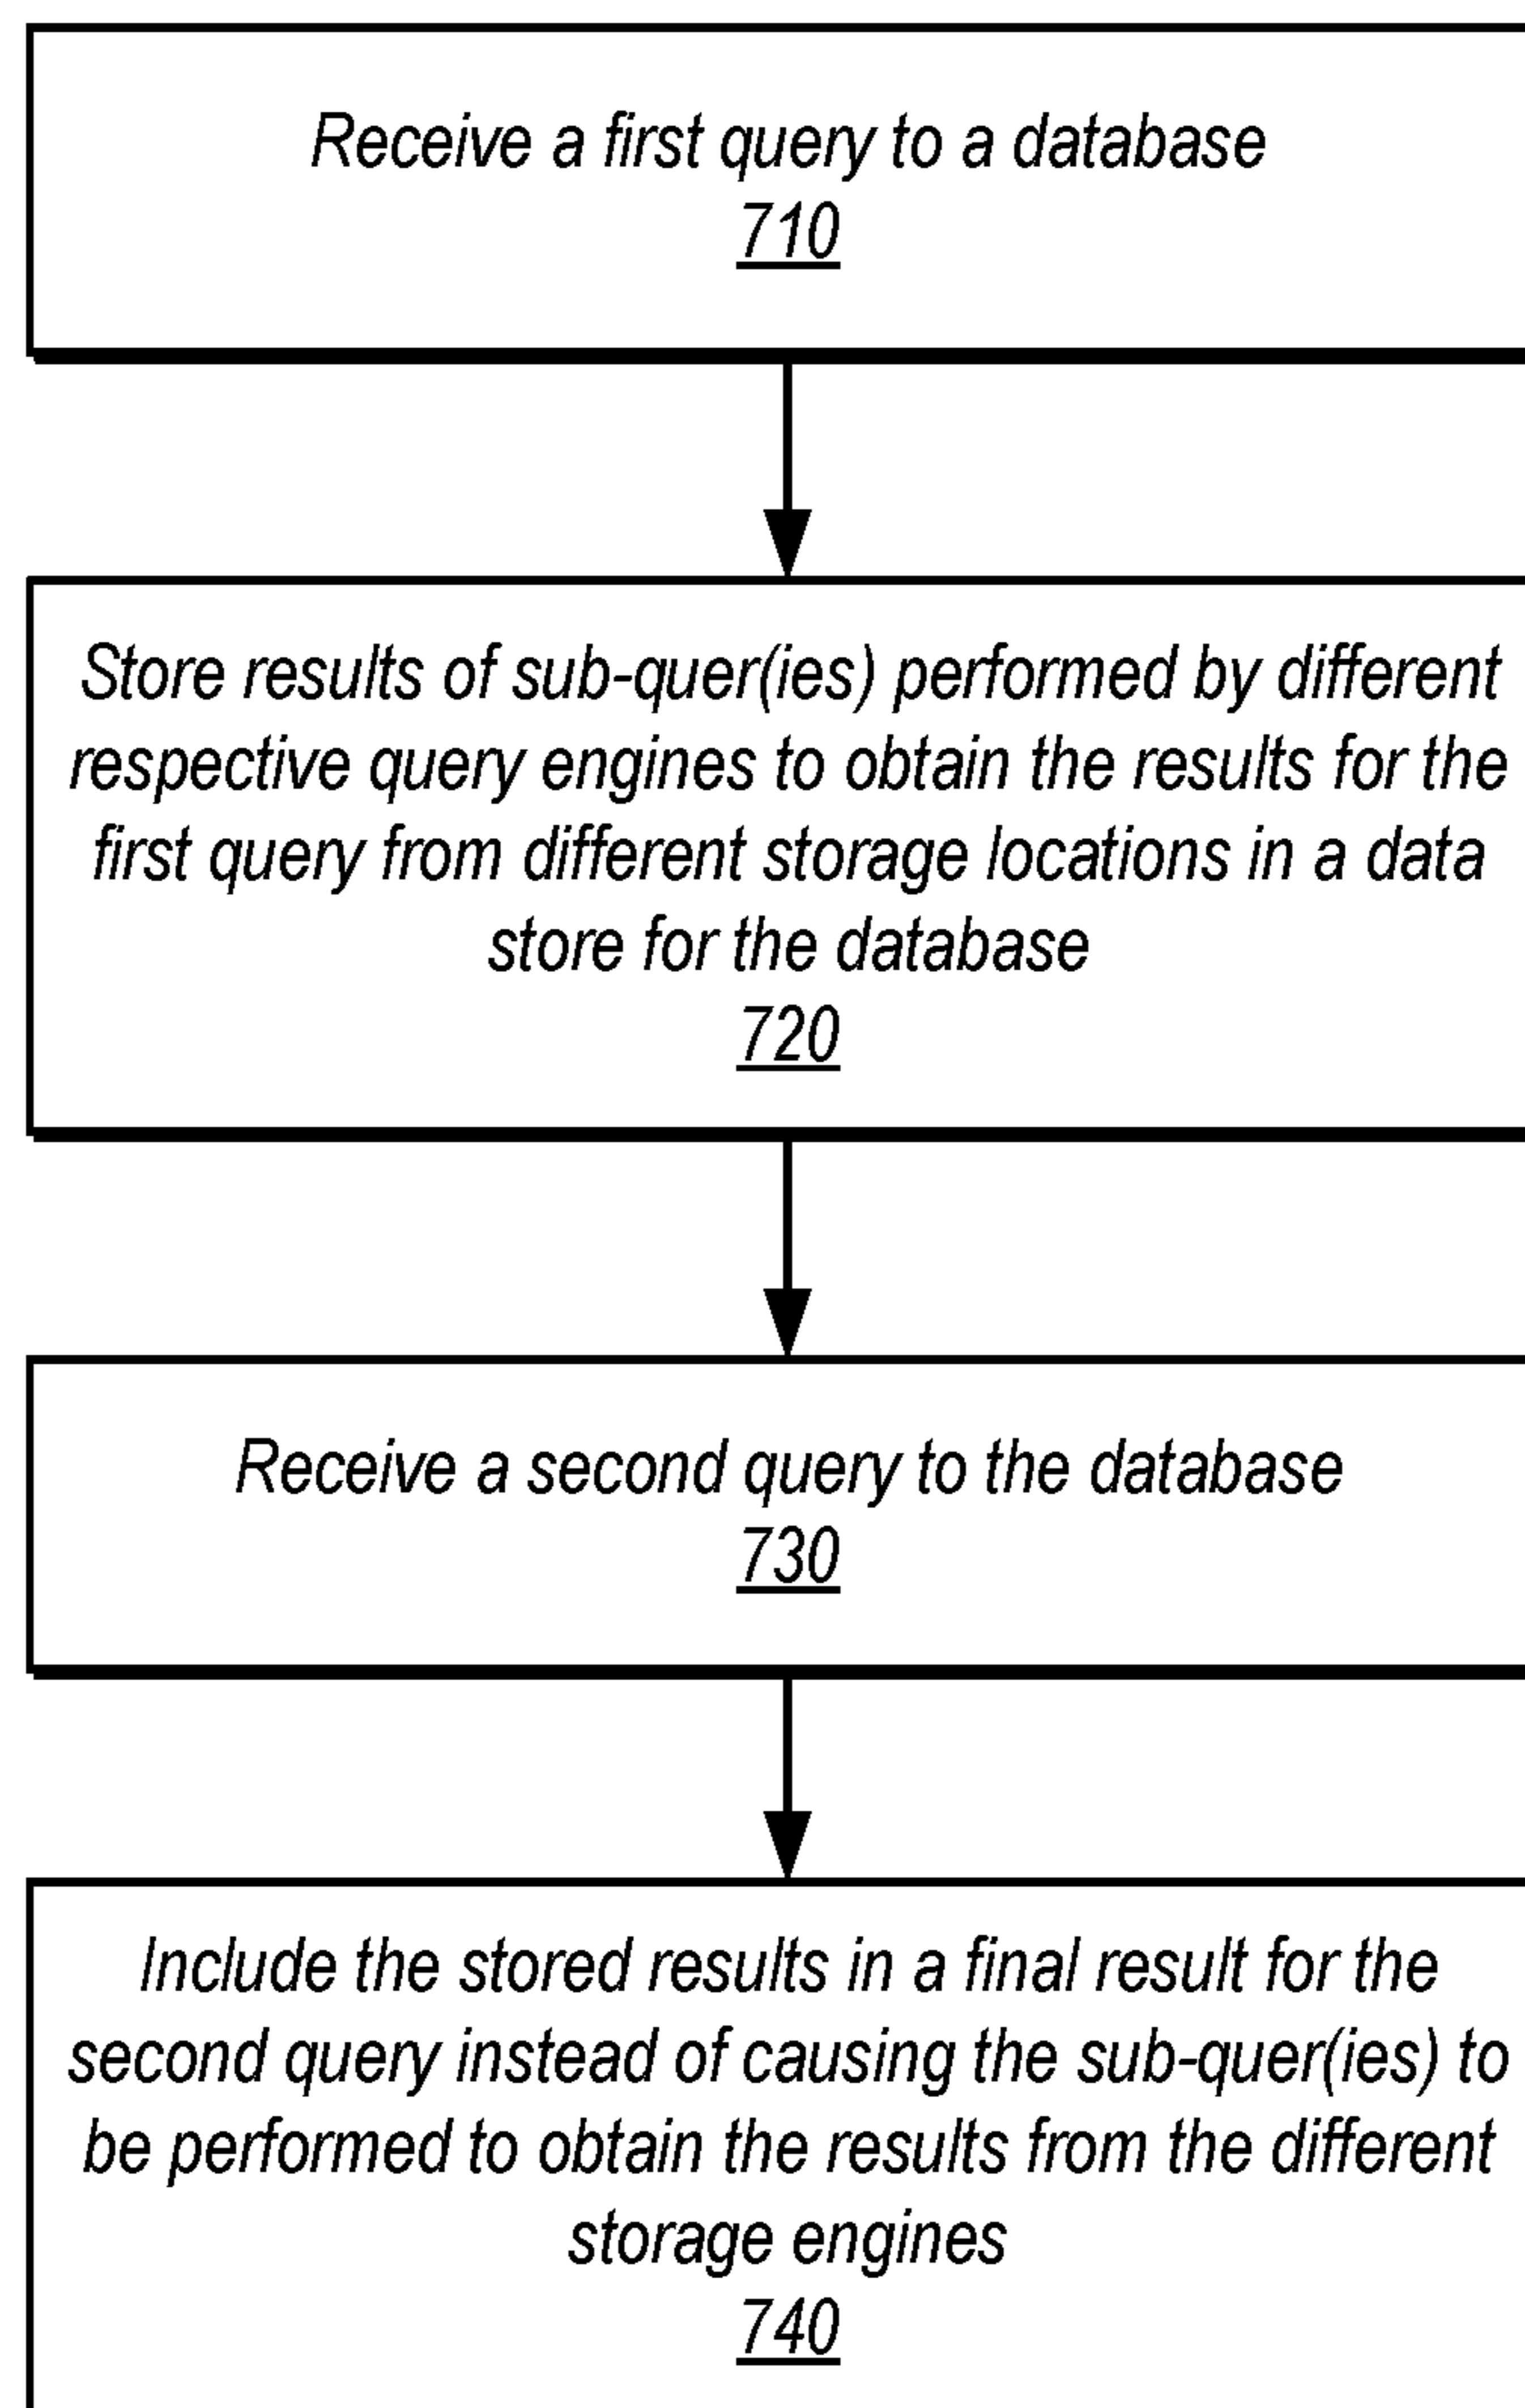 Receive a first query to a database
710
Store results of sub-quer(ies) performed by different
respective query engines to obtain the results for the
first query from different storage locations in a data
store for the database
720
Receive a second query to the database
730
Include the stored results in a final result for the
second query instead of causing the sub-quer(ies) to
be performed to obtain the results from the different
storage engines
740